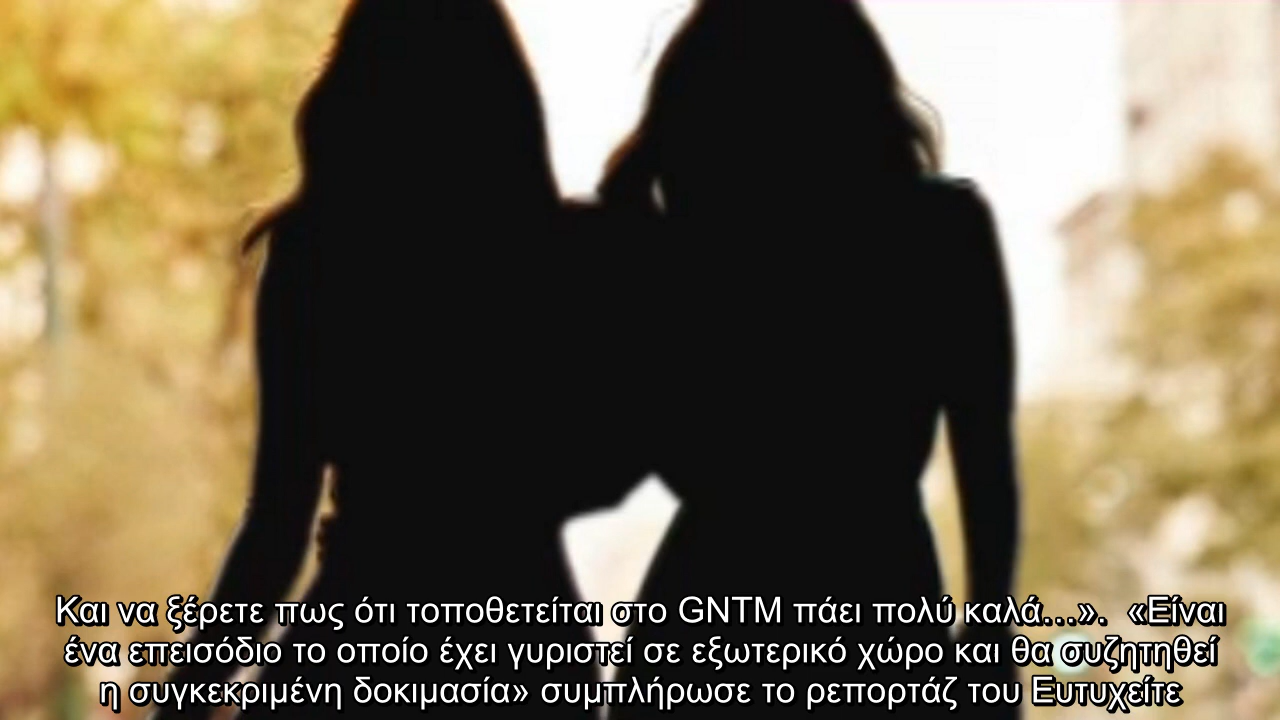 Και να ξέρετε πως ότι τοποθετείται στο GNTM πάει πολύ καλά...».  «Είναι
ένα επεισόδιο το οποίο έχει γυριστεί σε εξωτερικό χώρο και θα συζητηθεί
η συγκεκριμένη δοκιμασία» συμπλήρωσε το ρεπορτάζ του Ευτυχείτε